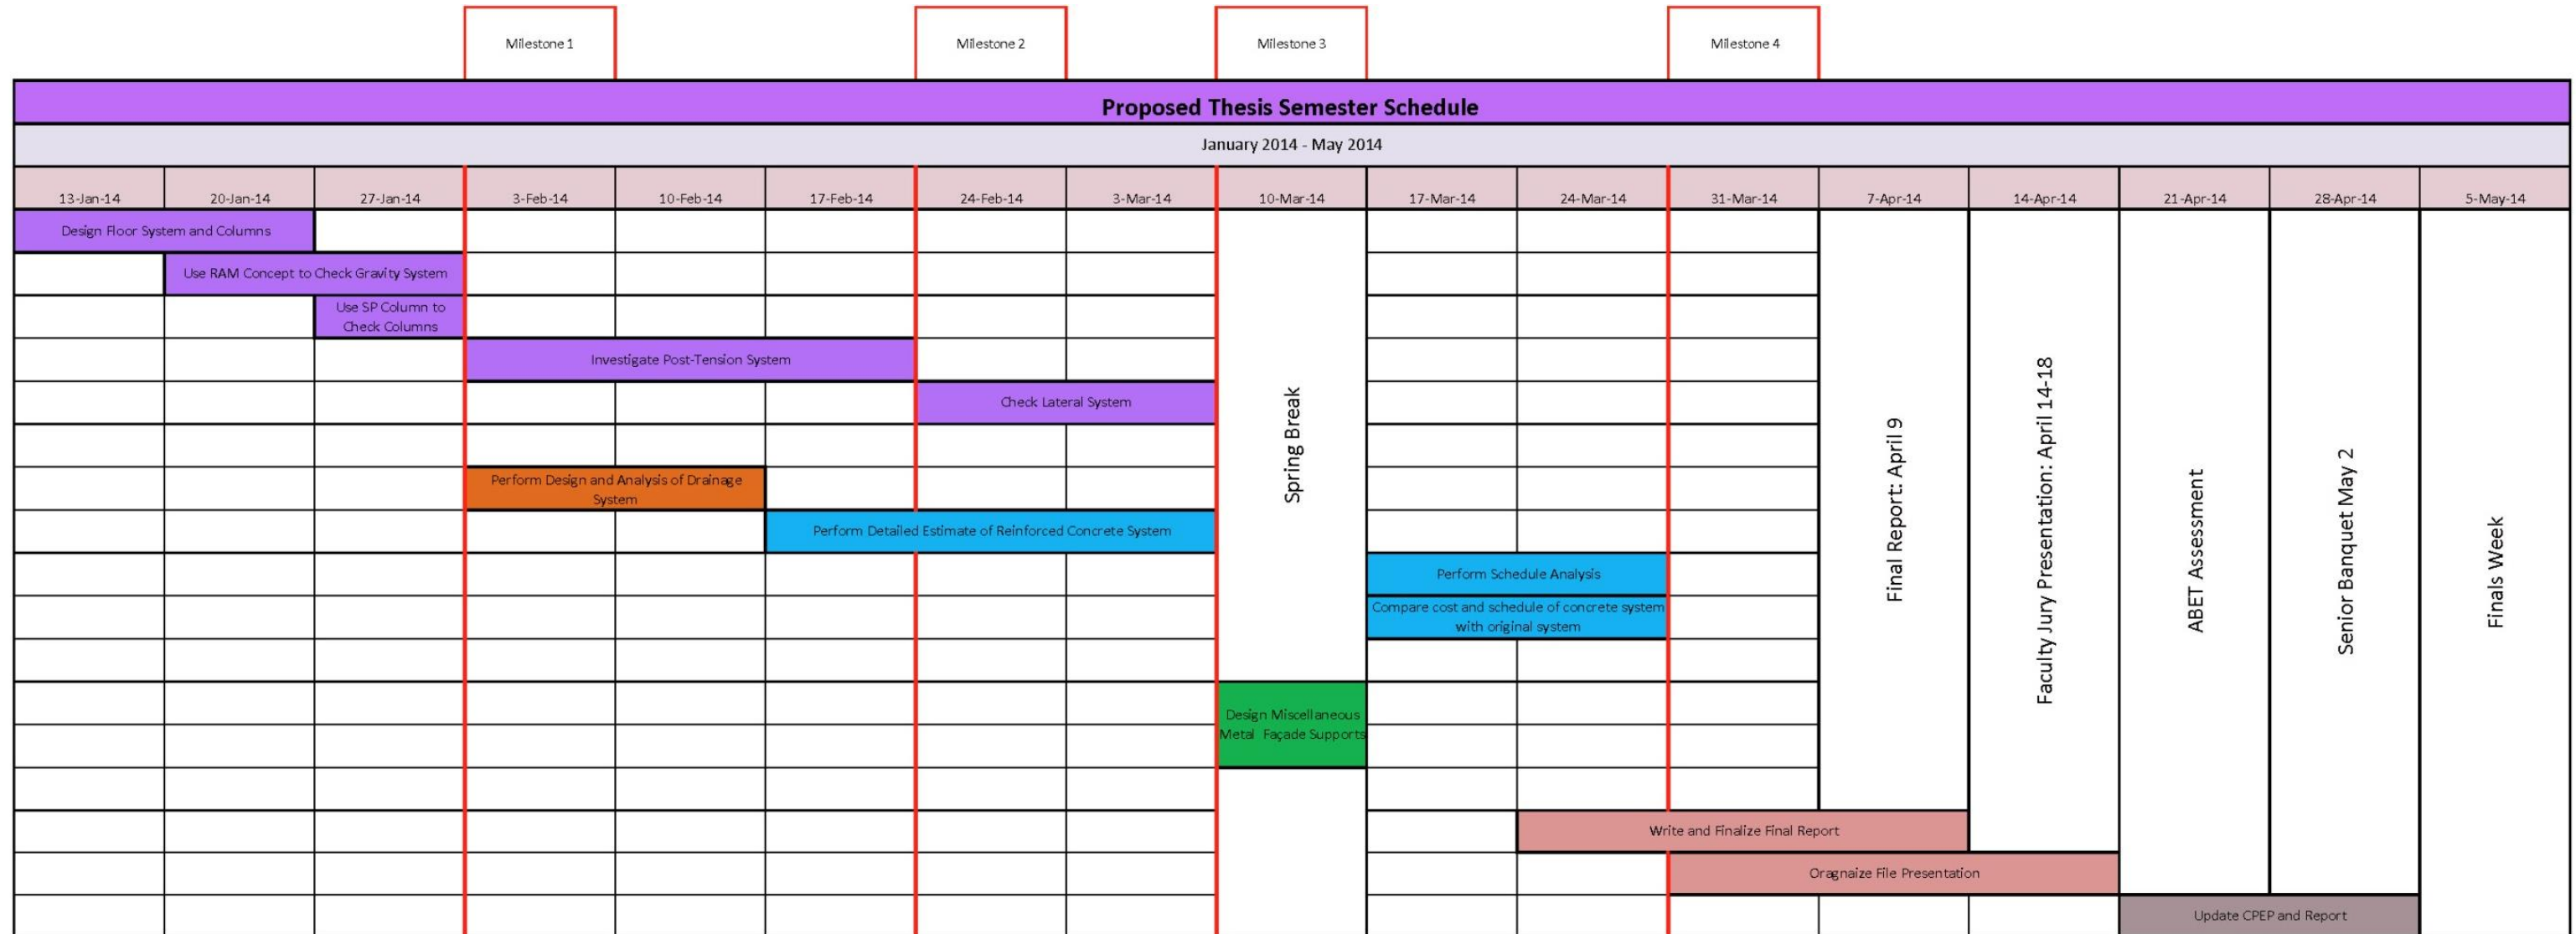 Milestone 1
Milestone 2
Milestone 3
Milestone 4
Proposed Thesis Semester Schedule
January 2014 - May 2014
13-Jan-14
20-Jan-14
27-Jan-14
3-Feb-14
10-Feb-14
17-Feb-14
24-Feb-14
3-Mar-14
10-Mar-14
17-Mar-14
24-Mar-14
31-Mar-14
7-Apr-14
14-Apr-14
21-Apr-14
28-Apr-14
5-May-14
Design Floor System and Columns
Use RAM Concept to Check Gravity System
Use SP Column to
Check Columns
Investigate Post-Tension System
Check Lateral System
Perform Design and Analysis of Drainage
System
Perform Detailed Estimate of Reinforced Concrete System
Spring Break
Perform Schedule Analysis
Compare cost and schedule of concrete system
with original system
Design Miscellaneous
Metal Façade Supports
Final Report: April 9
Faculty Jury Presentation: April 14-18
ABET Assessment
Senior Banquet May 2
Finals Week
Write and Finalize Final Report
Oragnaize File Presentation
Update CPEP and Report